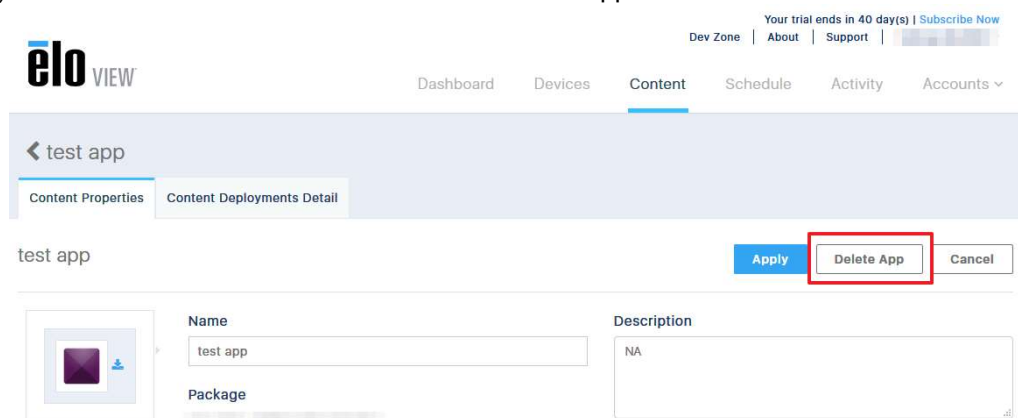 Your trial ends in 40 day(s) | Subscribe Now
Dev Zone | About | Support |
ēlo VIEW
Dashboard Devices Content Schedule Activity Accounts
test app
Content Properties Content Deployments Detail
test app
Apply Delete App Cancel
Name
Description
test app
NA
Package